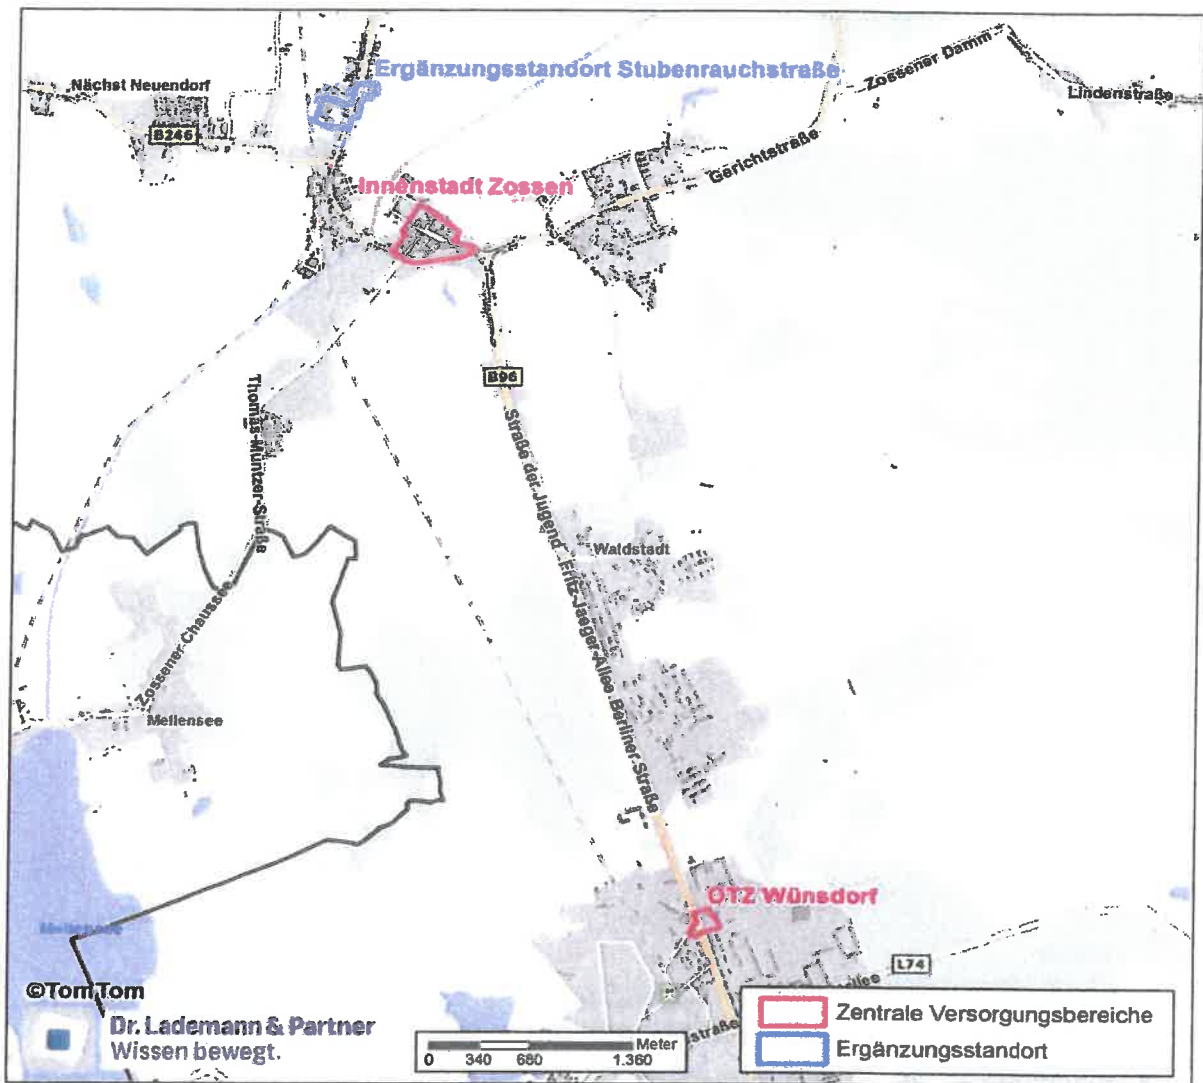 Ergänzungsstandort Stubenrauchstraße
Nächst Neuendorf
B246
Zossener Damm
Lindenstraße
Gerichtstraße
Innenstadt Zossen
B96
Thomas-Müntzer-Straße
Straße der Jugend
Fritz-Jaeger-Allee
Berliner Straße
Waldstadt
Zossener-Chaussee
Mellensee
OTZ Wünsdorf
Mellensee
L74
©TomTom
Dr. Lademann & Partner
Wissen bewegt.
Meter
0 340 680 1.360
Zentrale Versorgungsbereiche
Ergänzungsstandort